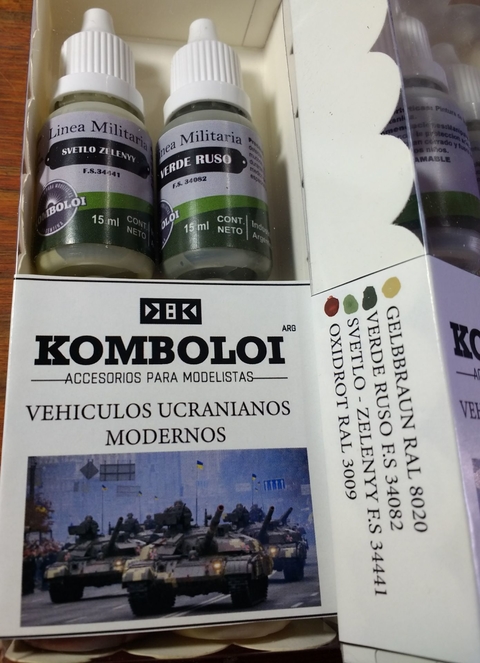 Linea Militaria
SVETLO ZELENYY
F.S.34441
KOMBOLOI
15 ml CONT. NETO
Linea Militaria
VERDE RUSO
F.S. 34082
15 ml CONT. NETO
KBK
KOMBOLOI ARG
ACCESORIOS PARA MODELISTAS
VEHICULOS UCRANIANOS
MODERNOS
GELBBRAUN RAL 8020
VERDE RUSO F.S 34082
SVETLO - ZELENYY F.S 34441
OXIDROT RAL 3009